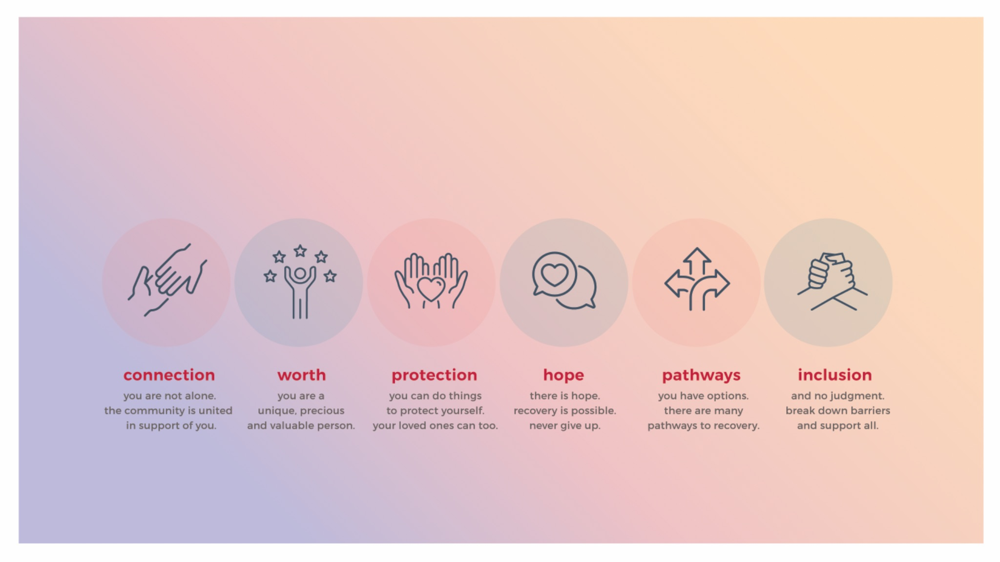 connection
you are not alone.
the community is united
in support of you.
worth
you are a
unique, precious
and valuable person.
protection
you can do things
to protect yourself.
your loved ones can too.
hope
there is hope.
recovery is possible.
never give up.
pathways
you have options.
there are many
pathways to recovery.
inclusion
and no judgment.
break down barriers
and support all.